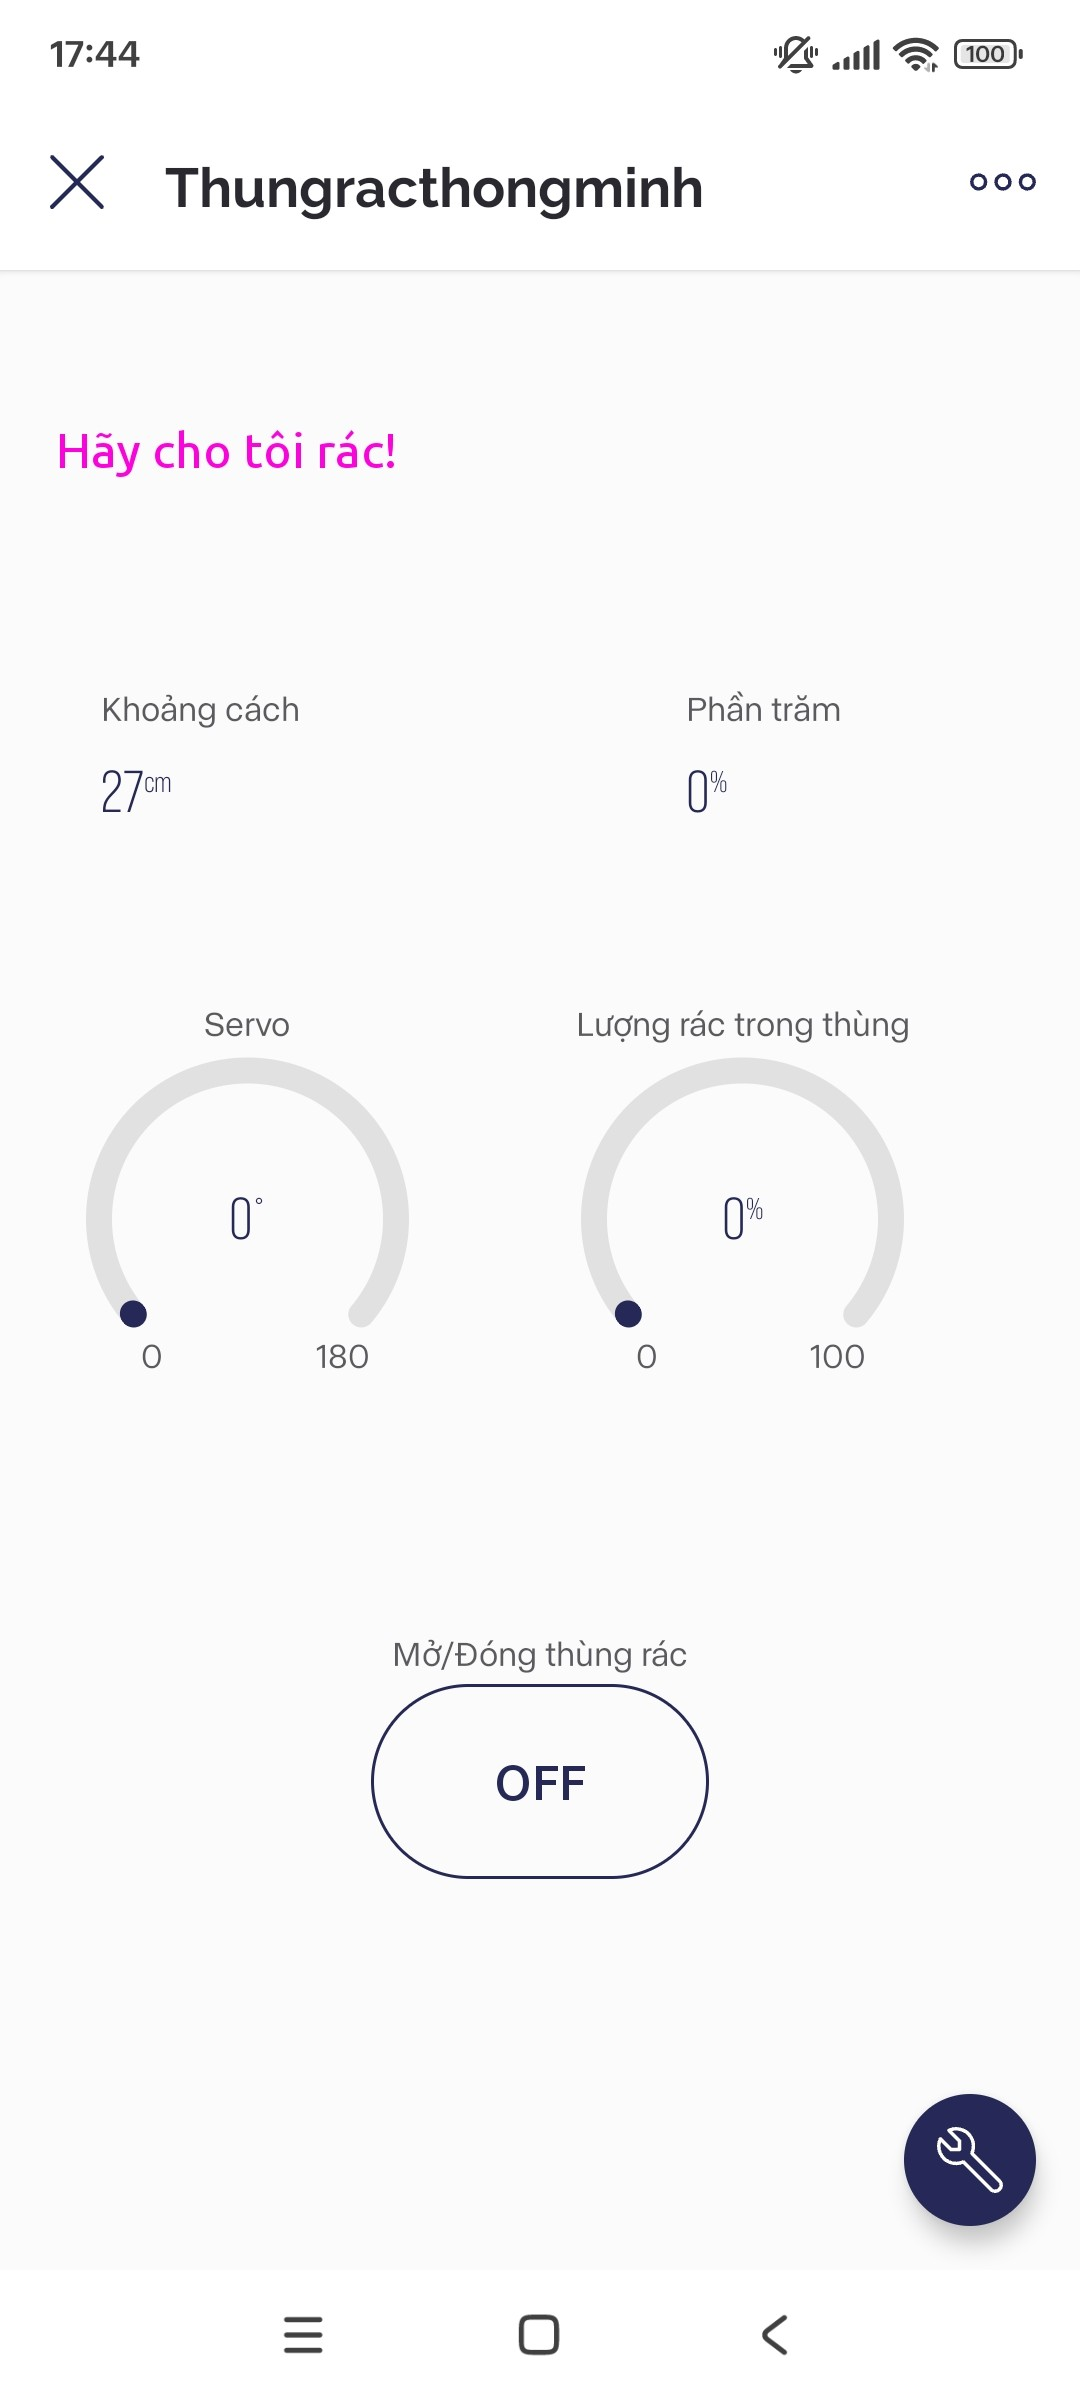 17:44
100
Thungracthongminh
Hãy cho tôi rác!
Khoảng cách
Phần trăm
27cm
0%
Servo
Lượng rác trong thùng
0°
0%
0
180
0
100
Mở/Đóng thùng rác
OFF